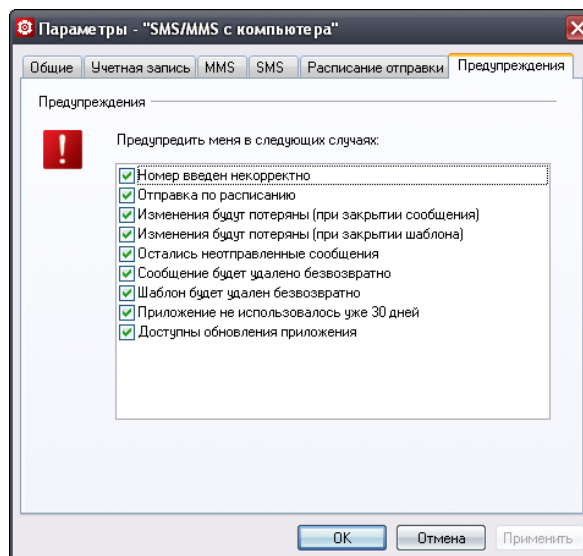 Параметры - "SMS/MMS с компьютера"
Общие Учетная запись MMS SMS Расписание отправки Предупреждения
Предупреждения
Предупредить меня в следующих случаях:
Номер введен некорректно
Отправка по расписанию
Изменения будут потеряны (при закрытии сообщения)
Изменения будут потеряны (при закрытии шаблона)
Остались неотправленные сообщения
Сообщение будет удалено безвозвратно
Шаблон будет удален безвозвратно
Приложение не использовалось уже 30 дней
Доступны обновления приложения
OK Отмена Применить